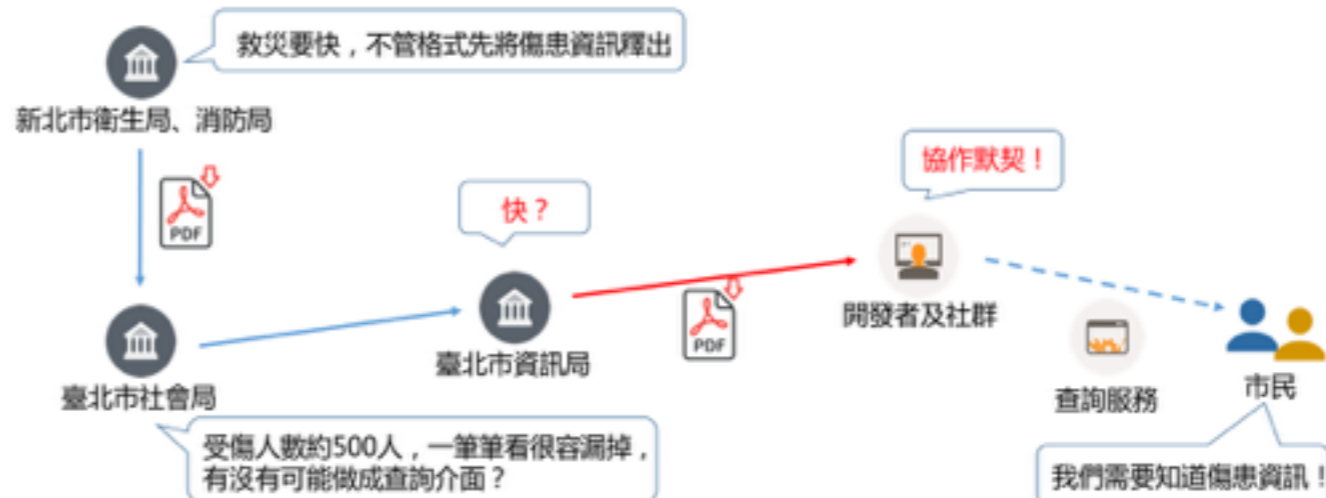 救災要快，不管格式先將傷患資訊釋出
新北市衛生局、消防局
PDF
協作默契！
快？
開發者及社群
PDF
臺北市資訊局
臺北市社會局
查詢服務
市民
受傷人數約500人，一筆筆看很容漏掉，
有沒有可能做成查詢介面？
我們需要知道傷患資訊！